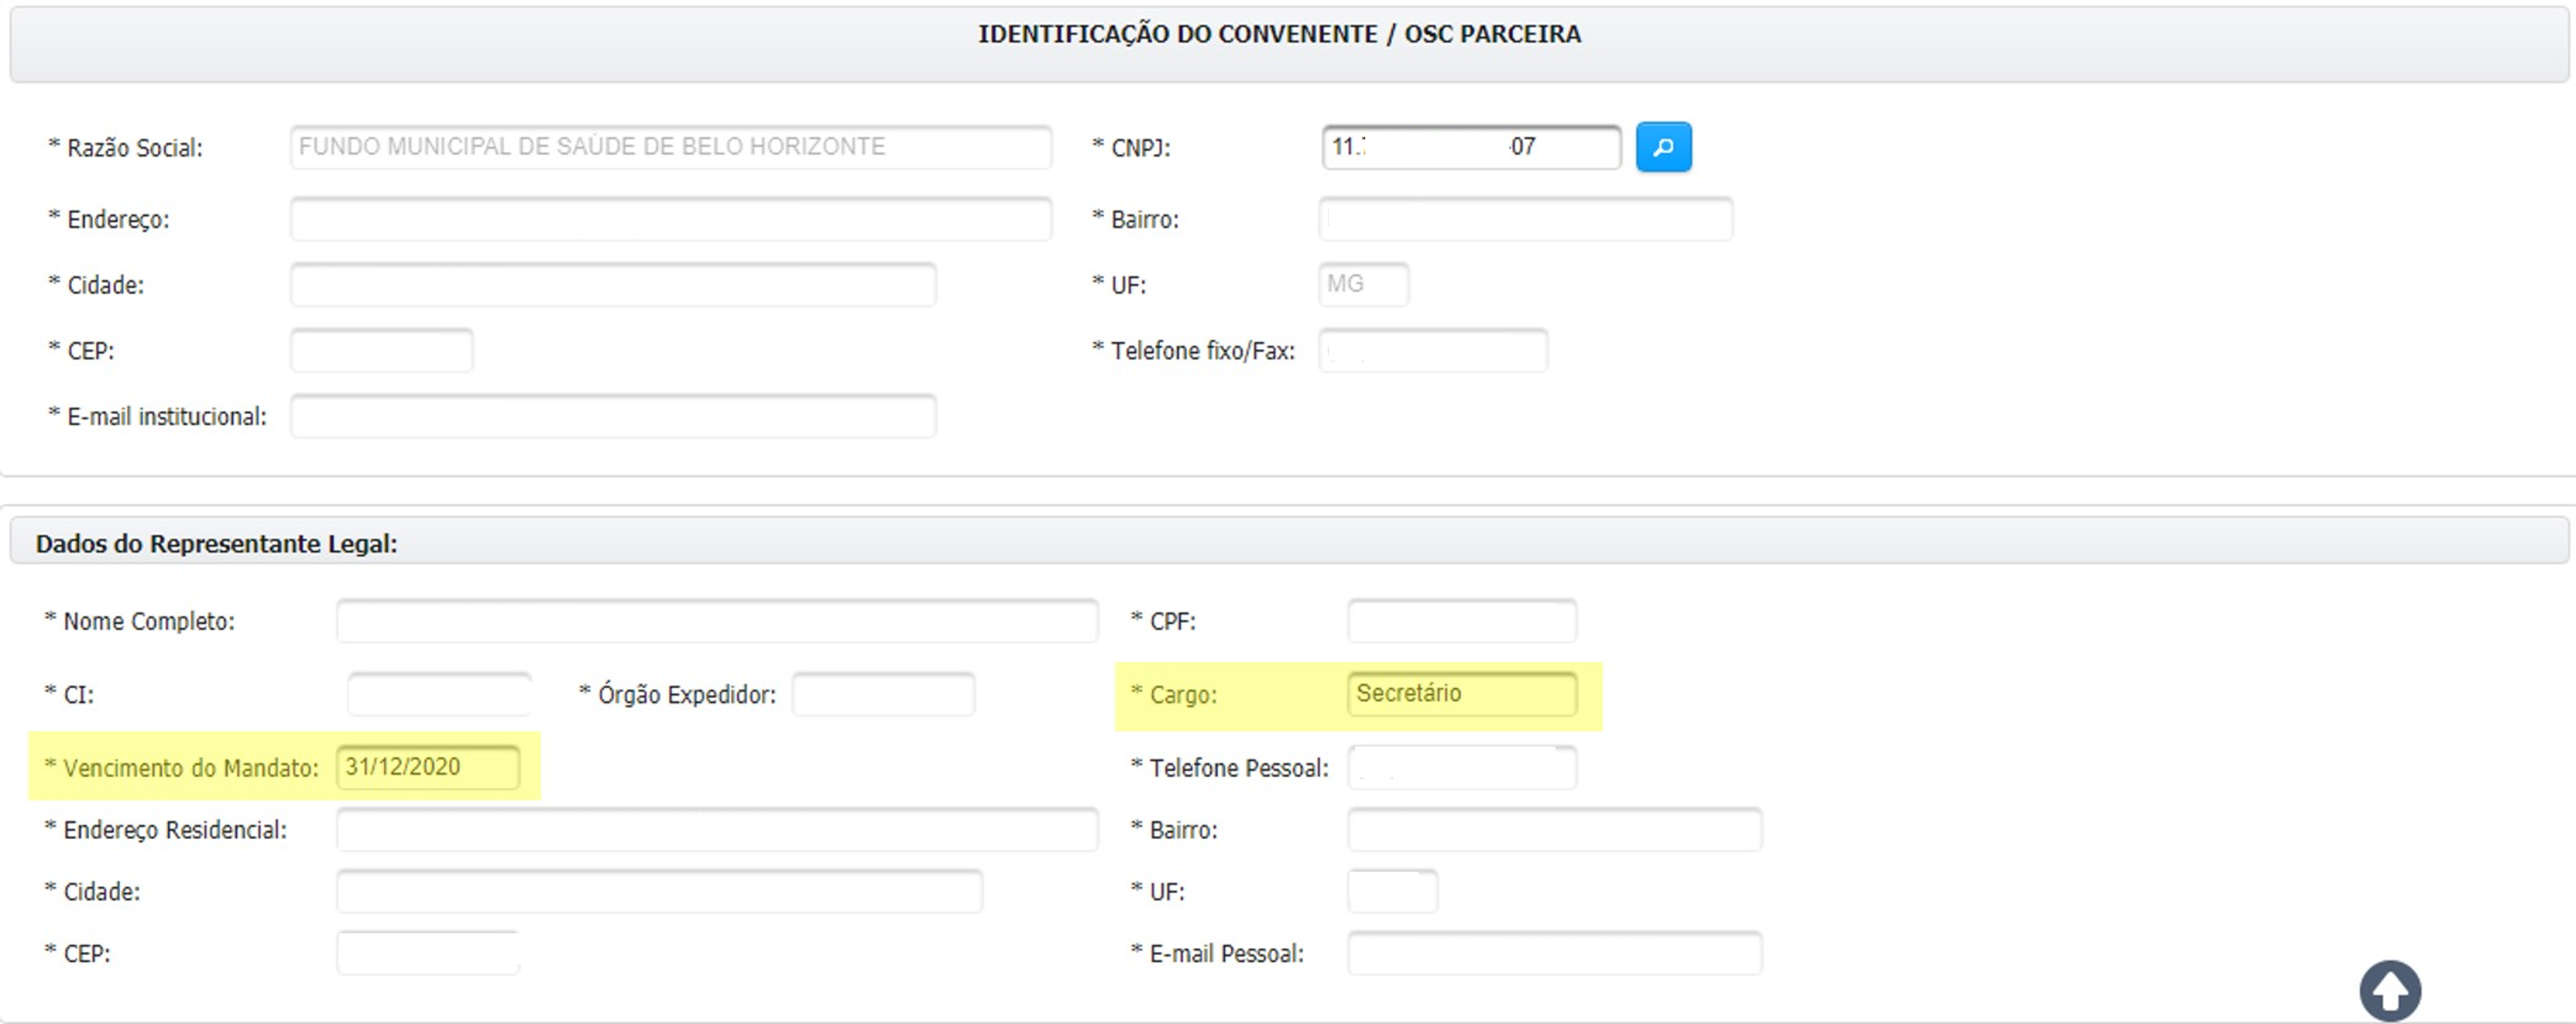 IDENTIFICAÇÃO DO CONVENENTE / OSC PARCEIRA
* Razão Social: FUNDO MUNICIPAL DE SAÚDE DE BELO HORIZONTE * CNPJ: 11. 07
* Endereço: * Bairro:
* Cidade: * UF: MG
* CEP: * Telefone fixo/Fax:
* E-mail institucional:
Dados do Representante Legal:
* Nome Completo: * CPF:
* CI: * Órgão Expedidor: * Cargo: Secretário
* Vencimento do Mandato: 31/12/2020 * Telefone Pessoal:
* Endereço Residencial: * Bairro:
* Cidade: * UF:
* CEP: * E-mail Pessoal: